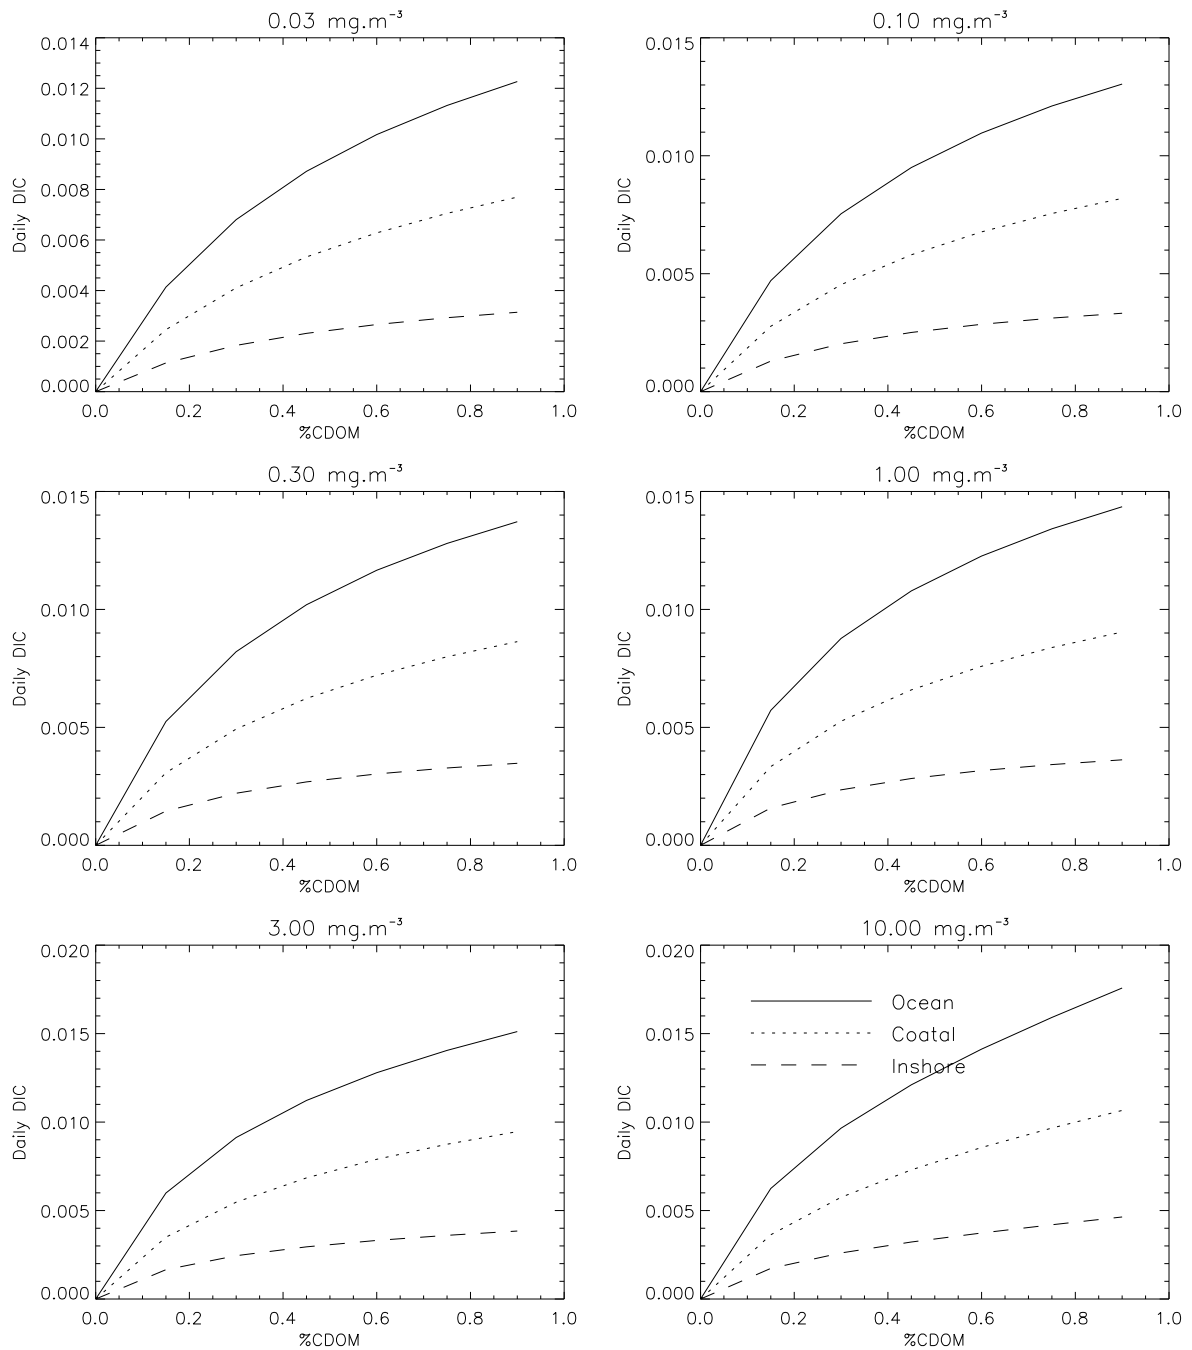 0.03 mg.m⁻³
0.014
0.012
0.010
0.008
0.006
0.004
0.002
0.000
Daily DIC
0.0 0.2 0.4 0.6 0.8 1.0
%CDOM
0.10 mg.m⁻³
0.015
0.010
0.005
0.000
Daily DIC
0.0 0.2 0.4 0.6 0.8 1.0
%CDOM
0.30 mg.m⁻³
0.015
0.010
0.005
0.000
Daily DIC
0.0 0.2 0.4 0.6 0.8 1.0
%CDOM
1.00 mg.m⁻³
0.015
0.010
0.005
0.000
Daily DIC
0.0 0.2 0.4 0.6 0.8 1.0
%CDOM
3.00 mg.m⁻³
0.020
0.015
0.010
0.005
0.000
Daily DIC
0.0 0.2 0.4 0.6 0.8 1.0
%CDOM
10.00 mg.m⁻³
0.020
0.015
0.010
0.005
0.000
Daily DIC
Ocean
Coatal
Inshore
0.0 0.2 0.4 0.6 0.8 1.0
%CDOM